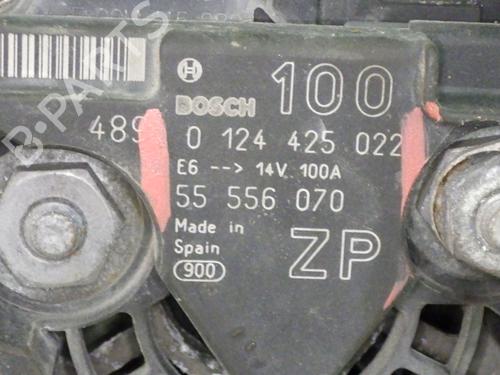 BOSCH 100
489 0 124 425 022
E6 --> 14V 100A
55 556 070
Made in
Spain ZP
900
B-PARTS